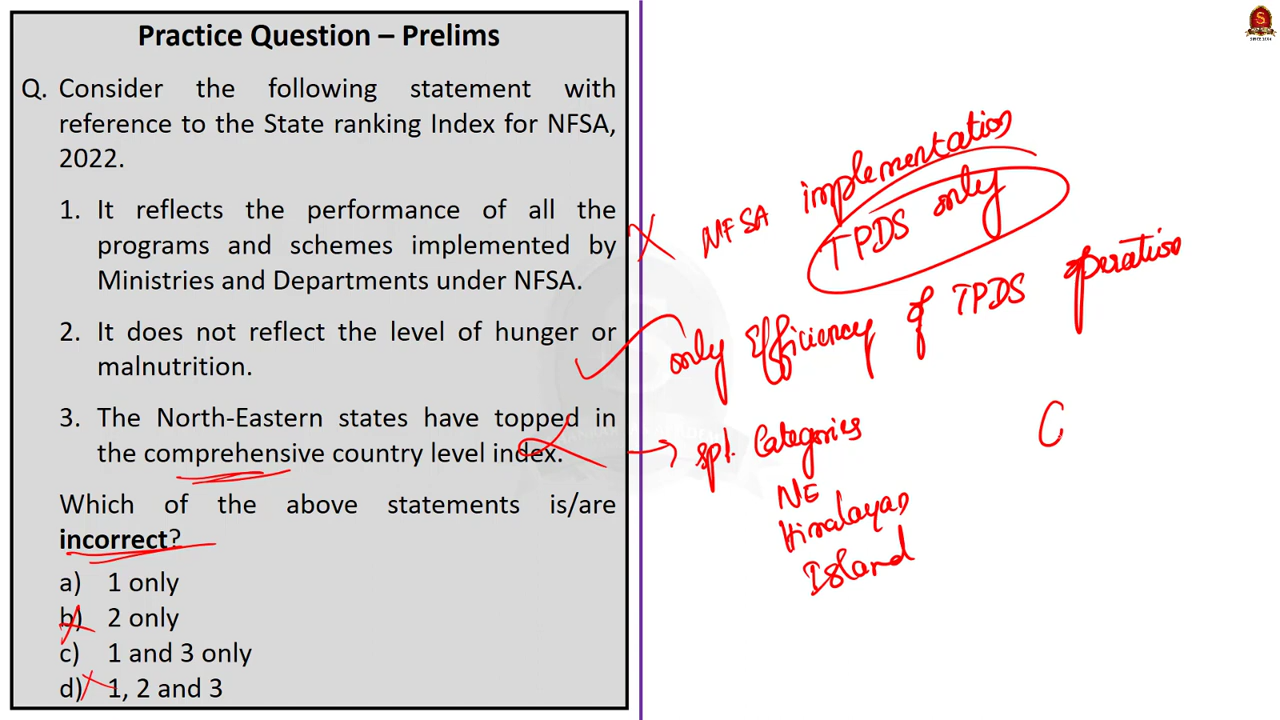 Practice Question – Prelims
Q. Consider the following statement with
reference to the State ranking Index for NFSA,
2022.
1. It reflects the performance of all the
programs and schemes implemented by
Ministries and Departments under NFSA.
2. It does not reflect the level of hunger or
malnutrition.
3. The North-Eastern states have topped in
the comprehensive country level index.
Which of the above statements is/are
incorrect?
a) 1 only
b) 2 only
c) 1 and 3 only
d) 1, 2 and 3
NFSA implementation
TPDS only
only Efficiency of TPDS operation
spl. Categories
NE
Himalayas
Island
C